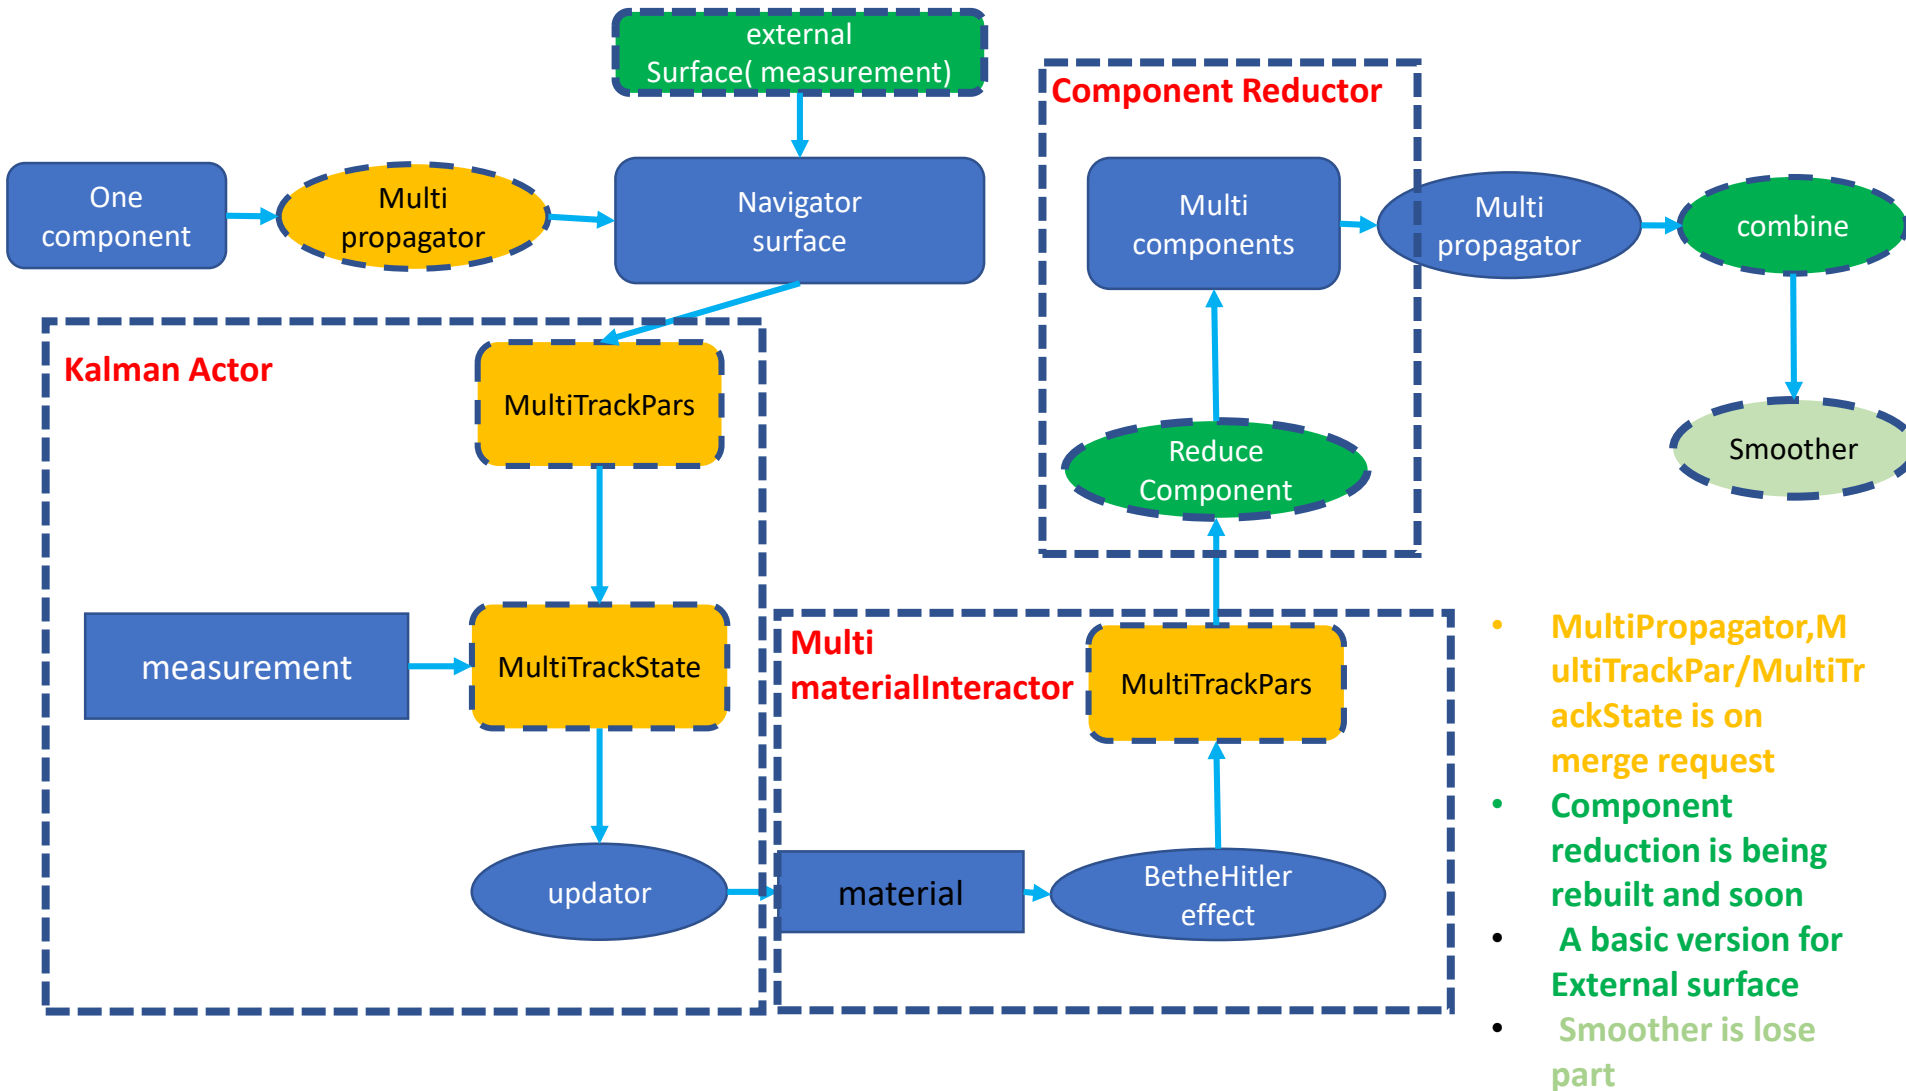 external
Surface( measurement)
One
component
Multi
propagator
Navigator
surface
Kalman Actor
MultiTrackPars
measurement
MultiTrackState
updator
Multi
materialInteractor
material
BetheHitler
effect
MultiTrackPars
Component Reductor
Reduce
Component
Multi
components
Multi
propagator
combine
Smoother
• MultiPropagator,M
ultiTrackPar/MultiTr
ackState is on
merge request
• Component
reduction is being
rebuilt and soon
• A basic version for
External surface
• Smoother is lose
part